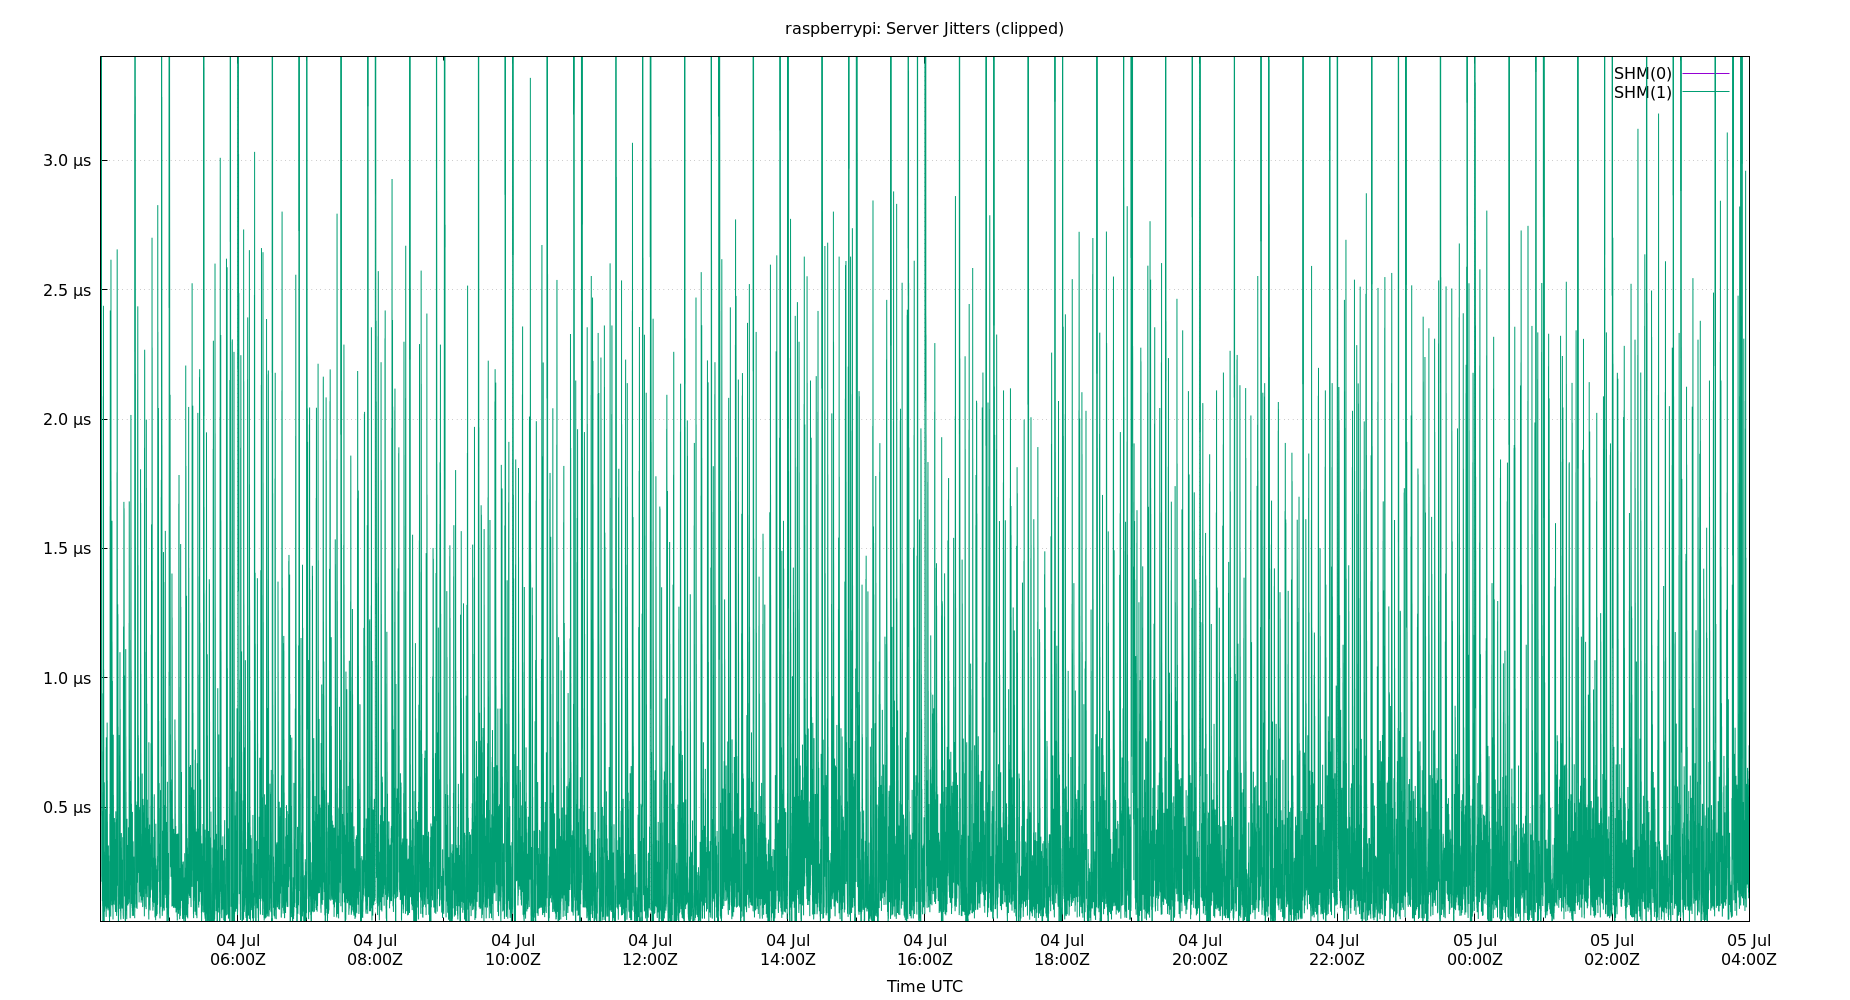 raspberrypi: Server Jitters (clipped)
SHM(0)
SHM(1)
3.0 µs
2.5 µs
2.0 µs
1.5 µs
1.0 µs
0.5 µs
04 Jul 04 Jul 04 Jul 04 Jul 04 Jul 04 Jul 04 Jul 04 Jul 04 Jul 05 Jul 05 Jul 05 Jul
06:00Z 08:00Z 10:00Z 12:00Z 14:00Z 16:00Z 18:00Z 20:00Z 22:00Z 00:00Z 02:00Z 04:00Z
Time UTC